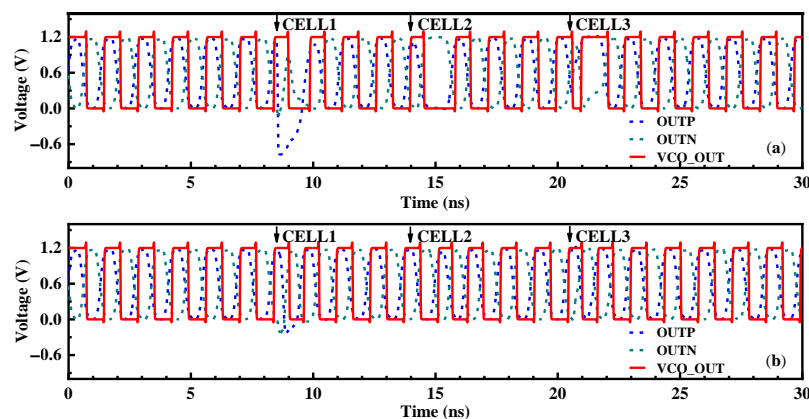 CELL1 CELL2 CELL3
1.2
0.6
0.0
−0.6
Voltage (V)
OUTP
OUTN
VCO_OUT
(a)
0 5 10 15 20 25 30
Time (ns)
CELL1 CELL2 CELL3
1.2
0.6
0.0
−0.6
Voltage (V)
OUTP
OUTN
VCO_OUT
(b)
0 5 10 15 20 25 30
Time (ns)